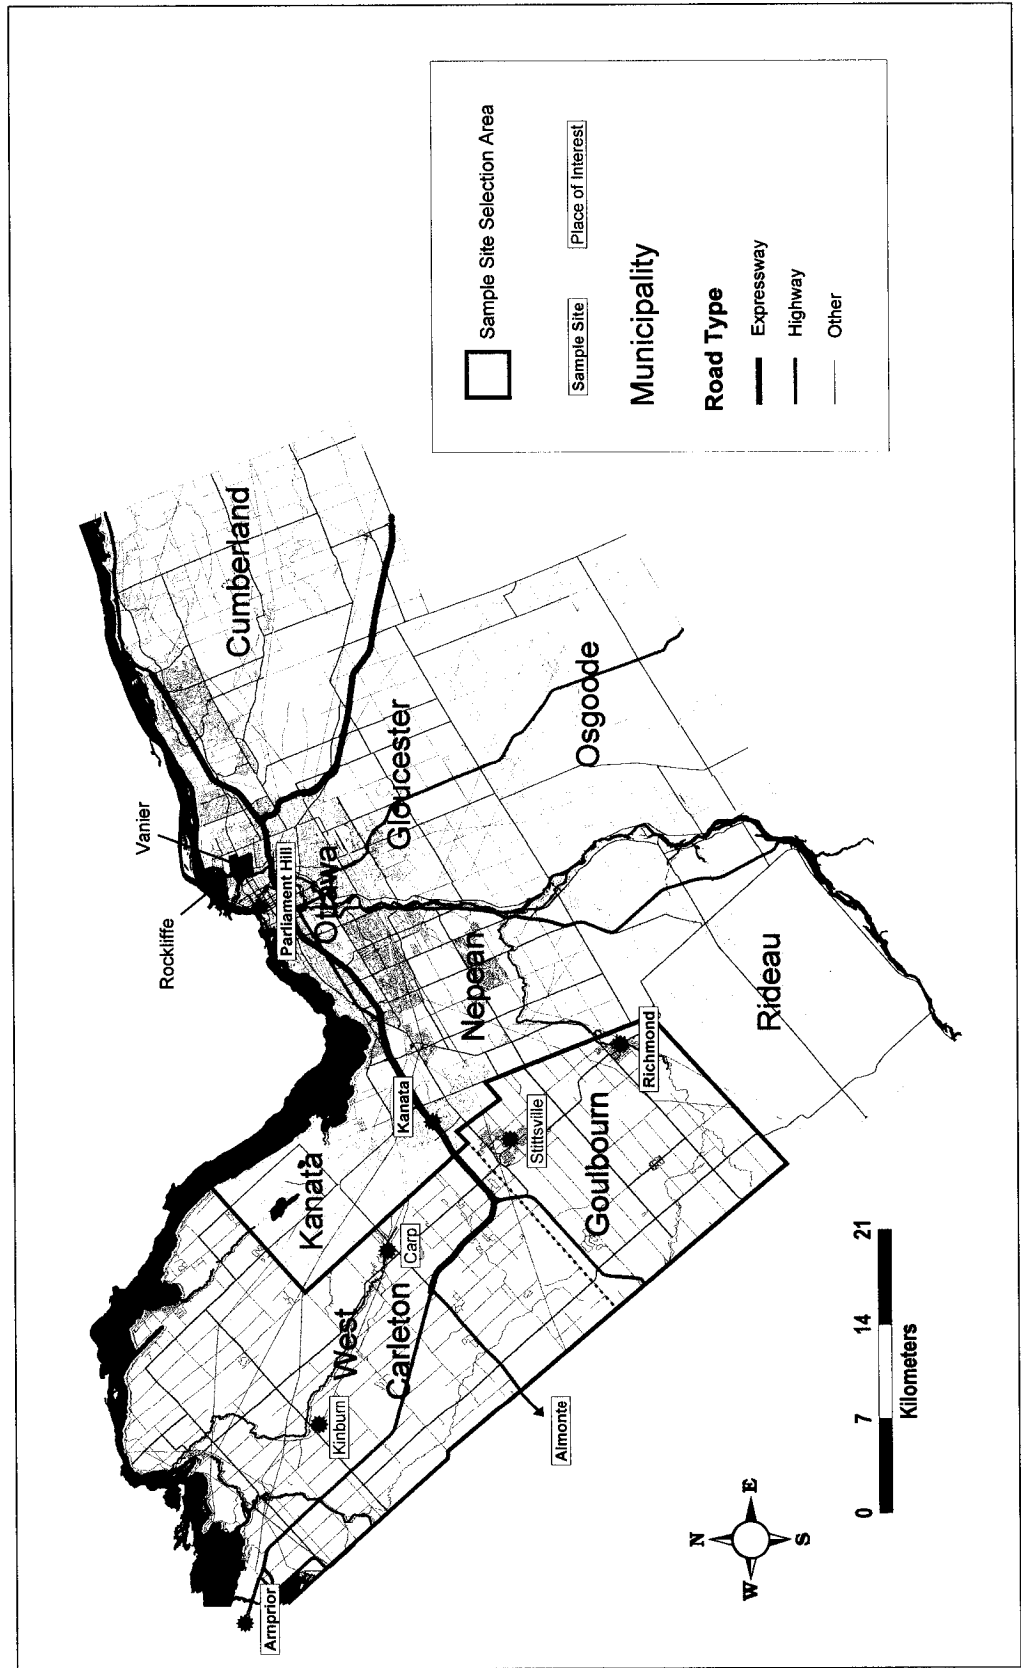 Cumberland
Vanier
Rockliffe
Parliament Hill
Ottawa
Gloucester
Osgoode
Nepean
Rideau
Kanata
Kanata
Richmond
Stittsville
Goulbourn
Carp
West
Carleton
Kinburn
Almonte
Arnprior
Sample Site Selection Area
Sample Site
Place of Interest
Municipality
Road Type
Expressway
Highway
Other
N
W
E
S
0 7 14 21
Kilometers